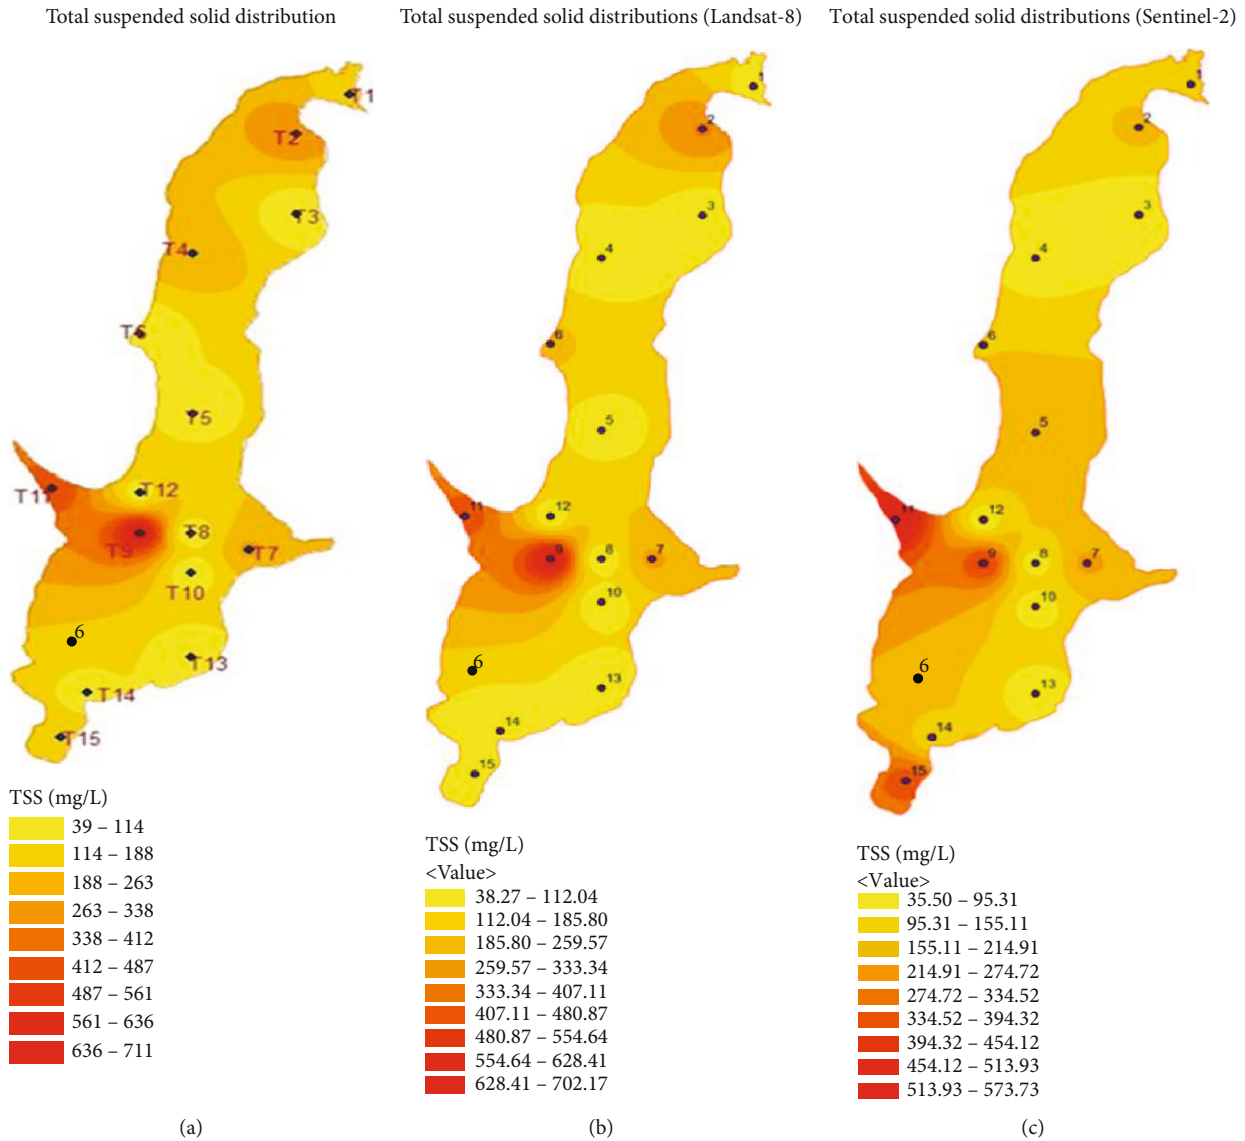 Total suspended solid distribution
Total suspended solid distributions (Landsat-8)
Total suspended solid distributions (Sentinel-2)
T1
T2
T3
T4
T6
T5
T11
T12
T9
T8
T7
T10
6
T13
T14
T15
TSS (mg/L)
39 – 114
114 – 188
188 – 263
263 – 338
338 – 412
412 – 487
487 – 561
561 – 636
636 – 711
(a)
1
2
3
4
6
5
11
12
9
8
7
10
6
13
14
15
TSS (mg/L)
<Value>
38.27 – 112.04
112.04 – 185.80
185.80 – 259.57
259.57 – 333.34
333.34 – 407.11
407.11 – 480.87
480.87 – 554.64
554.64 – 628.41
628.41 – 702.17
(b)
1
2
3
4
6
5
11
12
9
8
7
10
6
13
14
15
TSS (mg/L)
<Value>
35.50 – 95.31
95.31 – 155.11
155.11 – 214.91
214.91 – 274.72
274.72 – 334.52
334.52 – 394.32
394.32 – 454.12
454.12 – 513.93
513.93 – 573.73
(c)